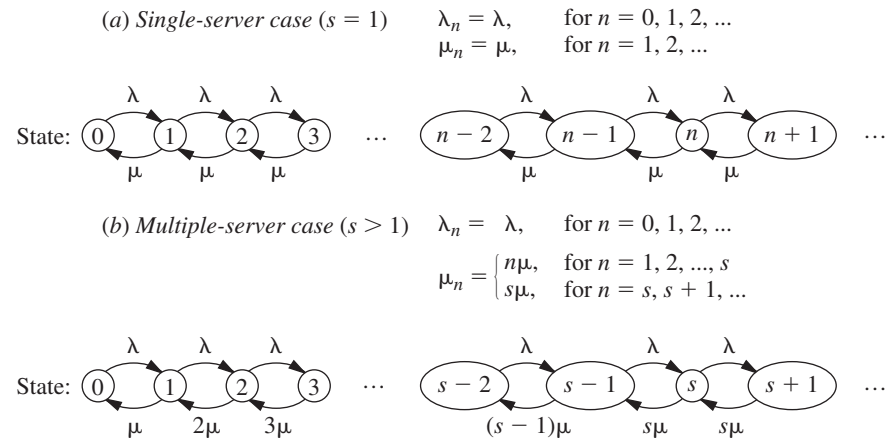 (a) Single-server case (s = 1) λn = λ, for n = 0, 1, 2, ...
μn = μ, for n = 1, 2, ...
λ λ λ λ λ λ
State: 0 1 2 3 ... n − 2 n − 1 n n + 1 ...
μ μ μ μ μ μ
(b) Multiple-server case (s > 1) λn = λ, for n = 0, 1, 2, ...
μn = { nμ, for n = 1, 2, ..., s
sμ, for n = s, s + 1, ...
λ λ λ λ λ λ
State: 0 1 2 3 ... s − 2 s − 1 s s + 1 ...
μ 2μ 3μ (s − 1)μ sμ sμ